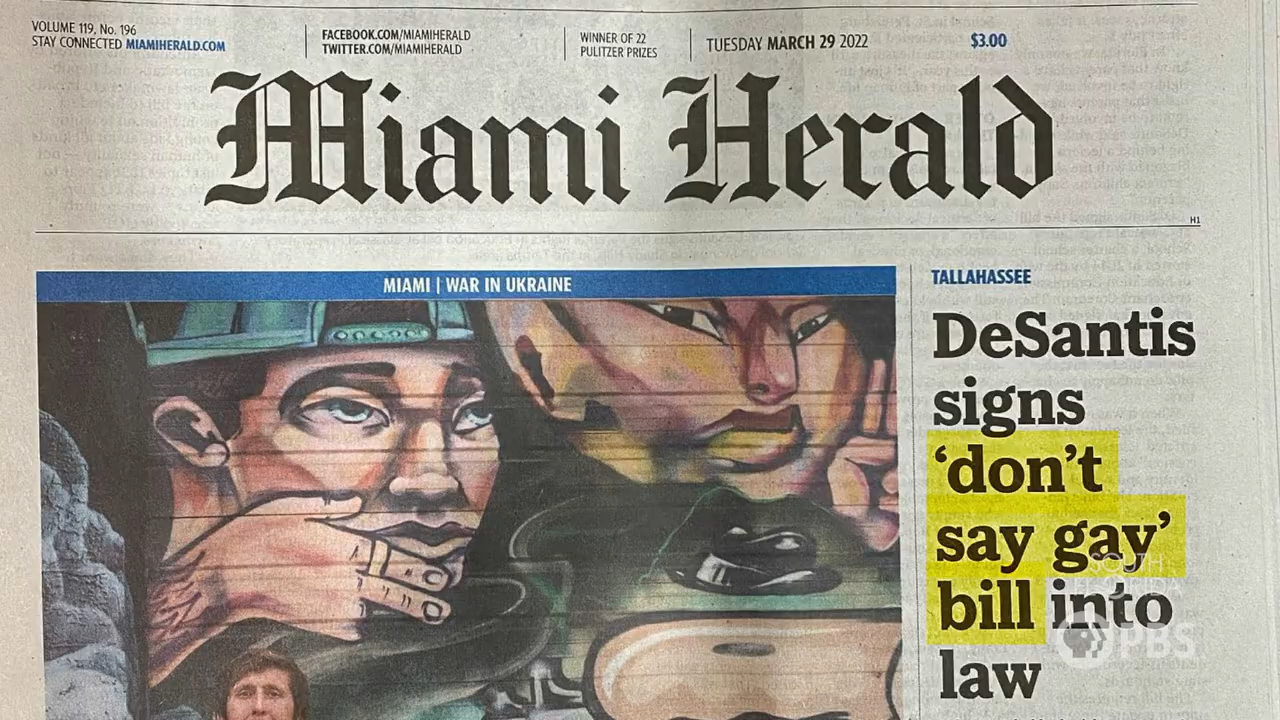 VOLUME 119, No. 196
STAY CONNECTED MIAMIHERALD.COM
FACEBOOK.COM/MIAMIHERALD
TWITTER.COM/MIAMIHERALD
WINNER OF 22
PULITZER PRIZES
TUESDAY MARCH 29 2022
$3.00
Miami Herald
H1
MIAMI | WAR IN UKRAINE
TALLAHASSEE
DeSantis
signs
‘don’t
say gay’
bill into
law
SOUTH
FLORIDA
PBS